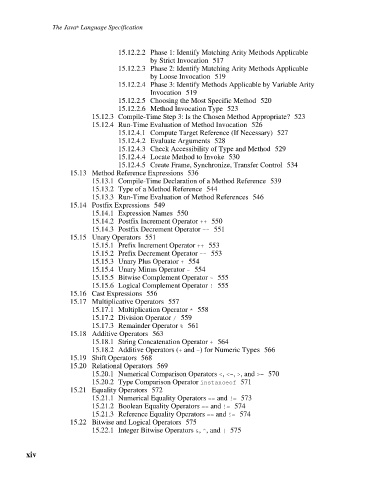 The Java® Language Specification
15.12.2.2 Phase 1: Identify Matching Arity Methods Applicable
by Strict Invocation 517
15.12.2.3 Phase 2: Identify Matching Arity Methods Applicable
by Loose Invocation 519
15.12.2.4 Phase 3: Identify Methods Applicable by Variable Arity
Invocation 519
15.12.2.5 Choosing the Most Specific Method 520
15.12.2.6 Method Invocation Type 523
15.12.3 Compile-Time Step 3: Is the Chosen Method Appropriate? 523
15.12.4 Run-Time Evaluation of Method Invocation 526
15.12.4.1 Compute Target Reference (If Necessary) 527
15.12.4.2 Evaluate Arguments 528
15.12.4.3 Check Accessibility of Type and Method 529
15.12.4.4 Locate Method to Invoke 530
15.12.4.5 Create Frame, Synchronize, Transfer Control 534
15.13 Method Reference Expressions 536
15.13.1 Compile-Time Declaration of a Method Reference 539
15.13.2 Type of a Method Reference 544
15.13.3 Run-Time Evaluation of Method References 546
15.14 Postfix Expressions 549
15.14.1 Expression Names 550
15.14.2 Postfix Increment Operator ++ 550
15.14.3 Postfix Decrement Operator -- 551
15.15 Unary Operators 551
15.15.1 Prefix Increment Operator ++ 553
15.15.2 Prefix Decrement Operator -- 553
15.15.3 Unary Plus Operator + 554
15.15.4 Unary Minus Operator - 554
15.15.5 Bitwise Complement Operator ~ 555
15.15.6 Logical Complement Operator ! 555
15.16 Cast Expressions 556
15.17 Multiplicative Operators 557
15.17.1 Multiplication Operator * 558
15.17.2 Division Operator / 559
15.17.3 Remainder Operator % 561
15.18 Additive Operators 563
15.18.1 String Concatenation Operator + 564
15.18.2 Additive Operators (+ and -) for Numeric Types 566
15.19 Shift Operators 568
15.20 Relational Operators 569
15.20.1 Numerical Comparison Operators <, <=, >, and >= 570
15.20.2 Type Comparison Operator instanceof 571
15.21 Equality Operators 572
15.21.1 Numerical Equality Operators == and != 573
15.21.2 Boolean Equality Operators == and != 574
15.21.3 Reference Equality Operators == and != 574
15.22 Bitwise and Logical Operators 575
15.22.1 Integer Bitwise Operators &, ^, and | 575
xiv